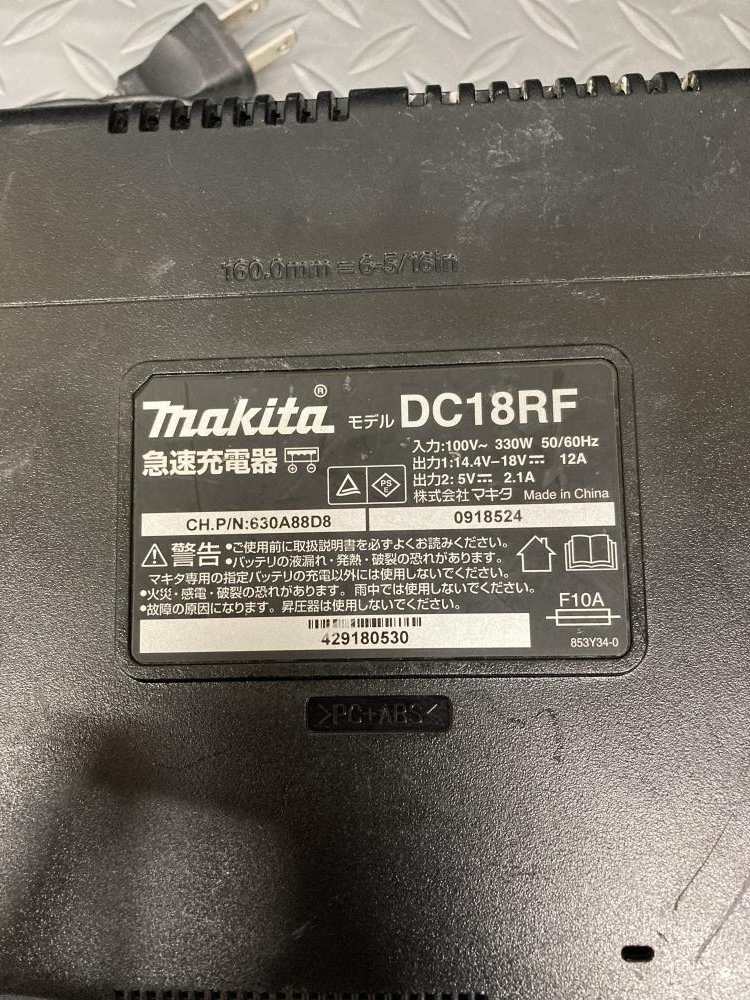 160.0mm=6-5/16in
makita® モデル DC18RF
急速充電器
入力:100V~ 330W 50/60Hz
出力1:14.4V-18V⎓ 12A
出力2: 5V⎓ 2.1A
PS
E
株式会社マキタ Made in China
CH.P/N:630A88D8
0918524
⚠警告
•ご使用前に取扱説明書を必ずよくお読みください。
•バッテリの液漏れ・発熱・破裂の恐れがあります。
マキタ専用の指定バッテリの充電以外には使用しないでください。
•火災・感電・破裂の恐れがあります。雨中では使用しないでください。
•故障の原因になります。昇圧器は使用しないでください。
F10A
429180530
853Y34-0
>PC+ABS<